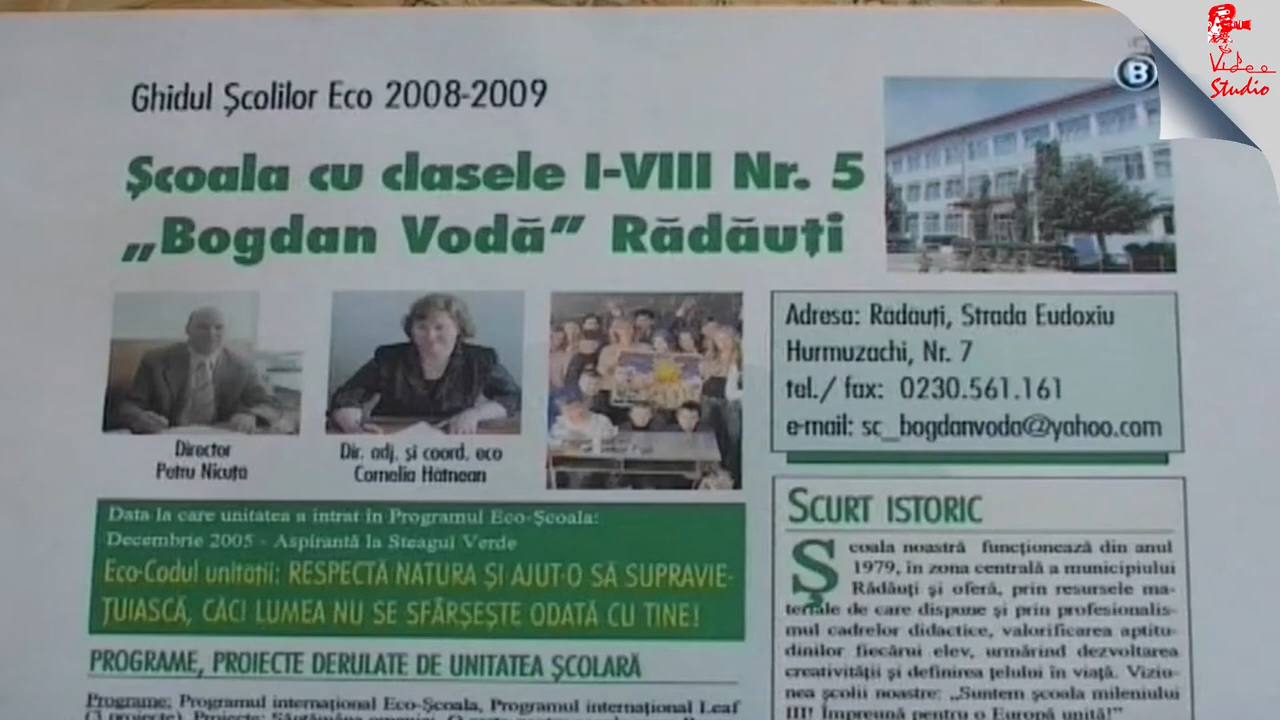 Ghidul Şcolilor Eco 2008-2009
Şcoala cu clasele I-VIII Nr. 5
„Bogdan Vodă” Rădăuţi
B
Video
Studio
Director
Petru Nicuţa
Dir. adj. şi coord. eco
Cornelia Hătnean
Adresa: Rădăuţi, Strada Eudoxiu
Hurmuzachi, Nr. 7
tel./ fax: 0230.561.161
e-mail: sc_bogdanvoda@yahoo.com
Data la care unitatea a intrat în Programul Eco-Şcoala:
Decembrie 2005 - Aspirantă la Steagul Verde
Eco-Codul unităţii: RESPECTĂ NATURA ŞI AJUT-O SĂ SUPRAVIE-
ŢUIASCĂ, CĂCI LUMEA NU SE SFÂRŞEŞTE ODATĂ CU TINE!
PROGRAME, PROIECTE DERULATE DE UNITATEA ŞCOLARĂ
Programe: Programul internaţional Eco-Şcoala, Programul internaţional Leaf
(3 proiecte). Proiecte: Săptămâna
SCURT ISTORIC
Şcoala noastră funcţionează din anul
1979, în zona centrală a municipiului
Rădăuţi şi oferă, prin resursele ma-
teriale de care dispune şi prin profesionalis-
mul cadrelor didactice, valorificarea aptitu-
dinilor fiecărui elev, urmărind dezvoltarea
creativităţii şi definirea ţelului în viaţă. Viziu-
nea şcolii noastre: „Suntem şcoala mileniului
III! Împreună pentru o Europă unită!”